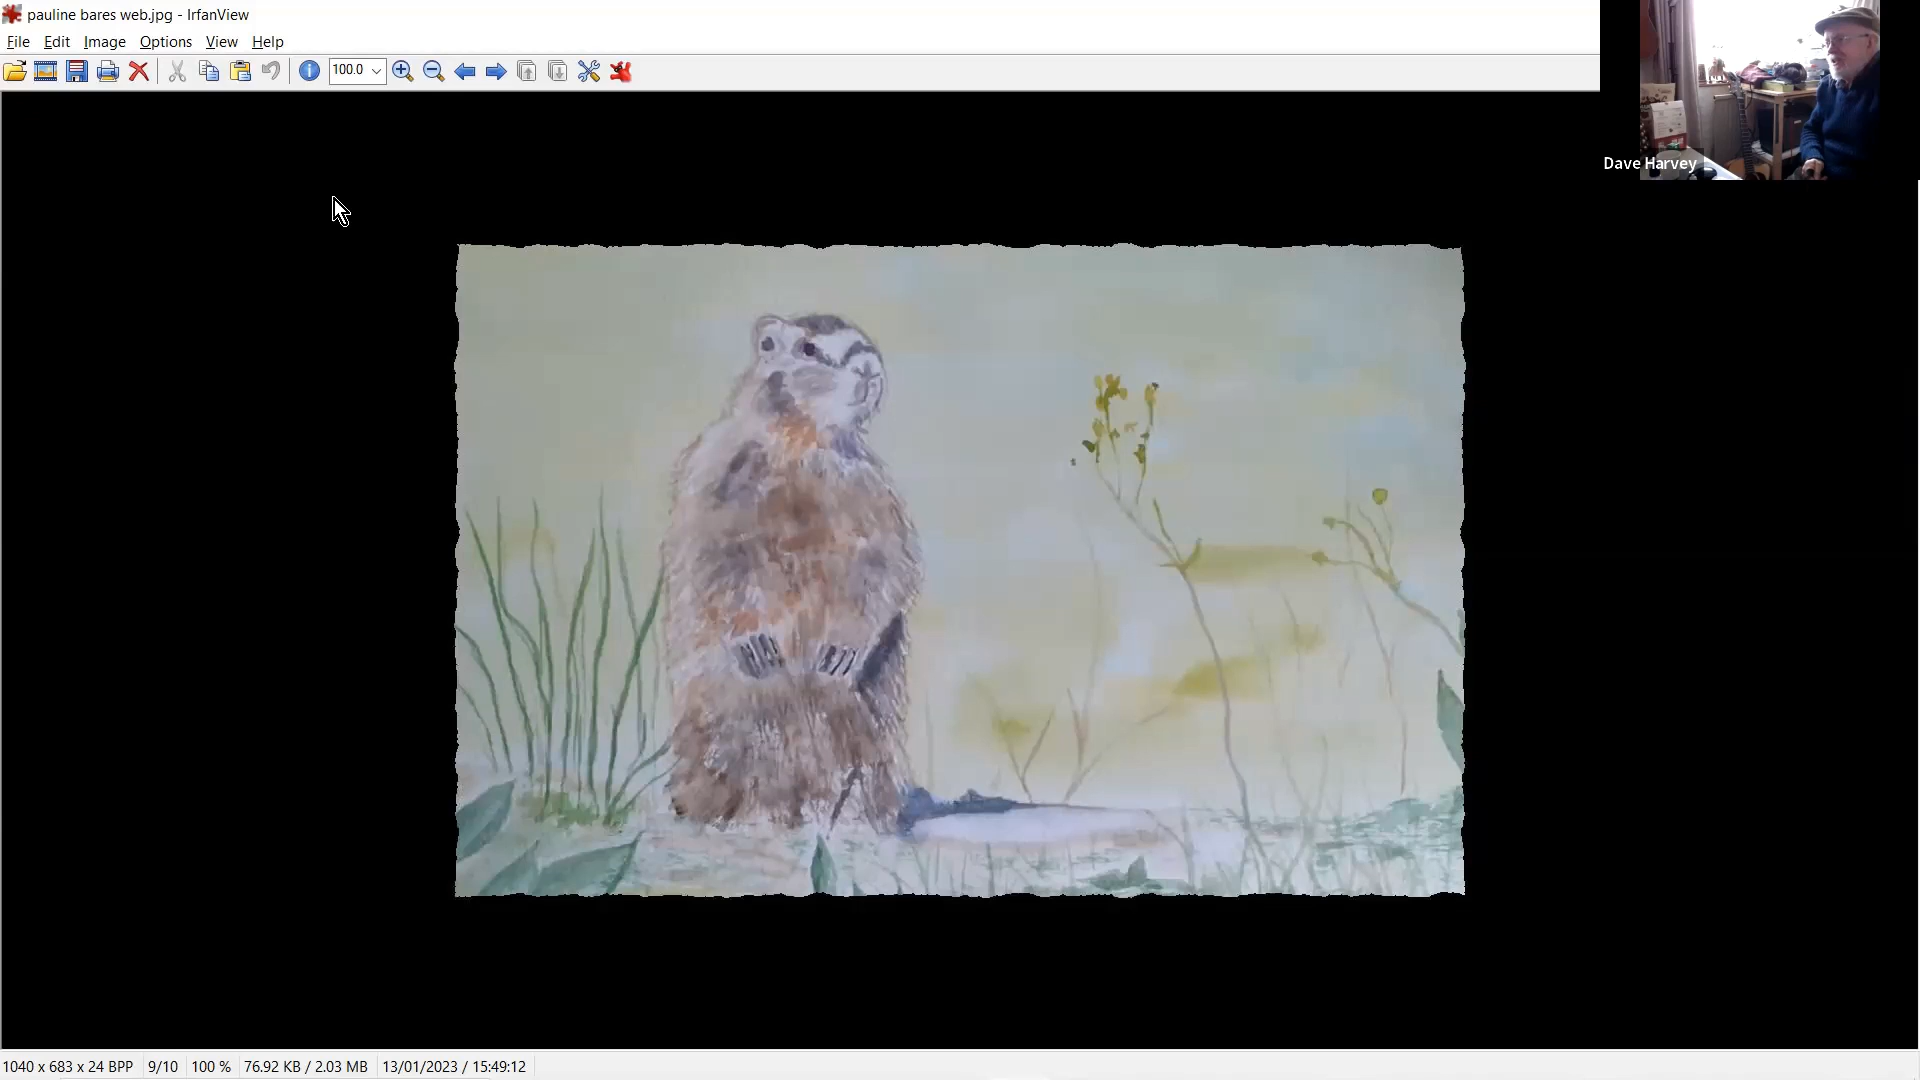 pauline bares web.jpg - IrfanView
File Edit Image Options View Help
100.0
Dave Harvey
1040 x 683 x 24 BPP 9/10 100 % 76.92 KB / 2.03 MB 13/01/2023 / 15:49:12